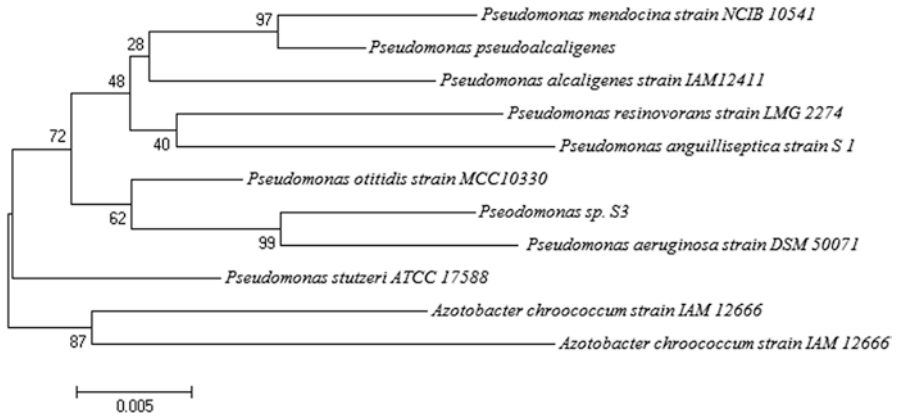 97
Pseudomonas mendocina strain NCIB 10541
28
Pseudomonas pseudoalcaligenes
48
Pseudomonas alcaligenes strain IAM12411
Pseudomonas resinovorans strain LMG 2274
72
40
Pseudomonas anguilliseptica strain S 1
Pseudomonas otitidis strain MCC10330
62
Pseodomonas sp. S3
99
Pseudomonas aeruginosa strain DSM 50071
Pseudomonas stutzeri ATCC 17588
Azotobacter chroococcum strain IAM 12666
87
Azotobacter chroococcum strain IAM 12666
0.005